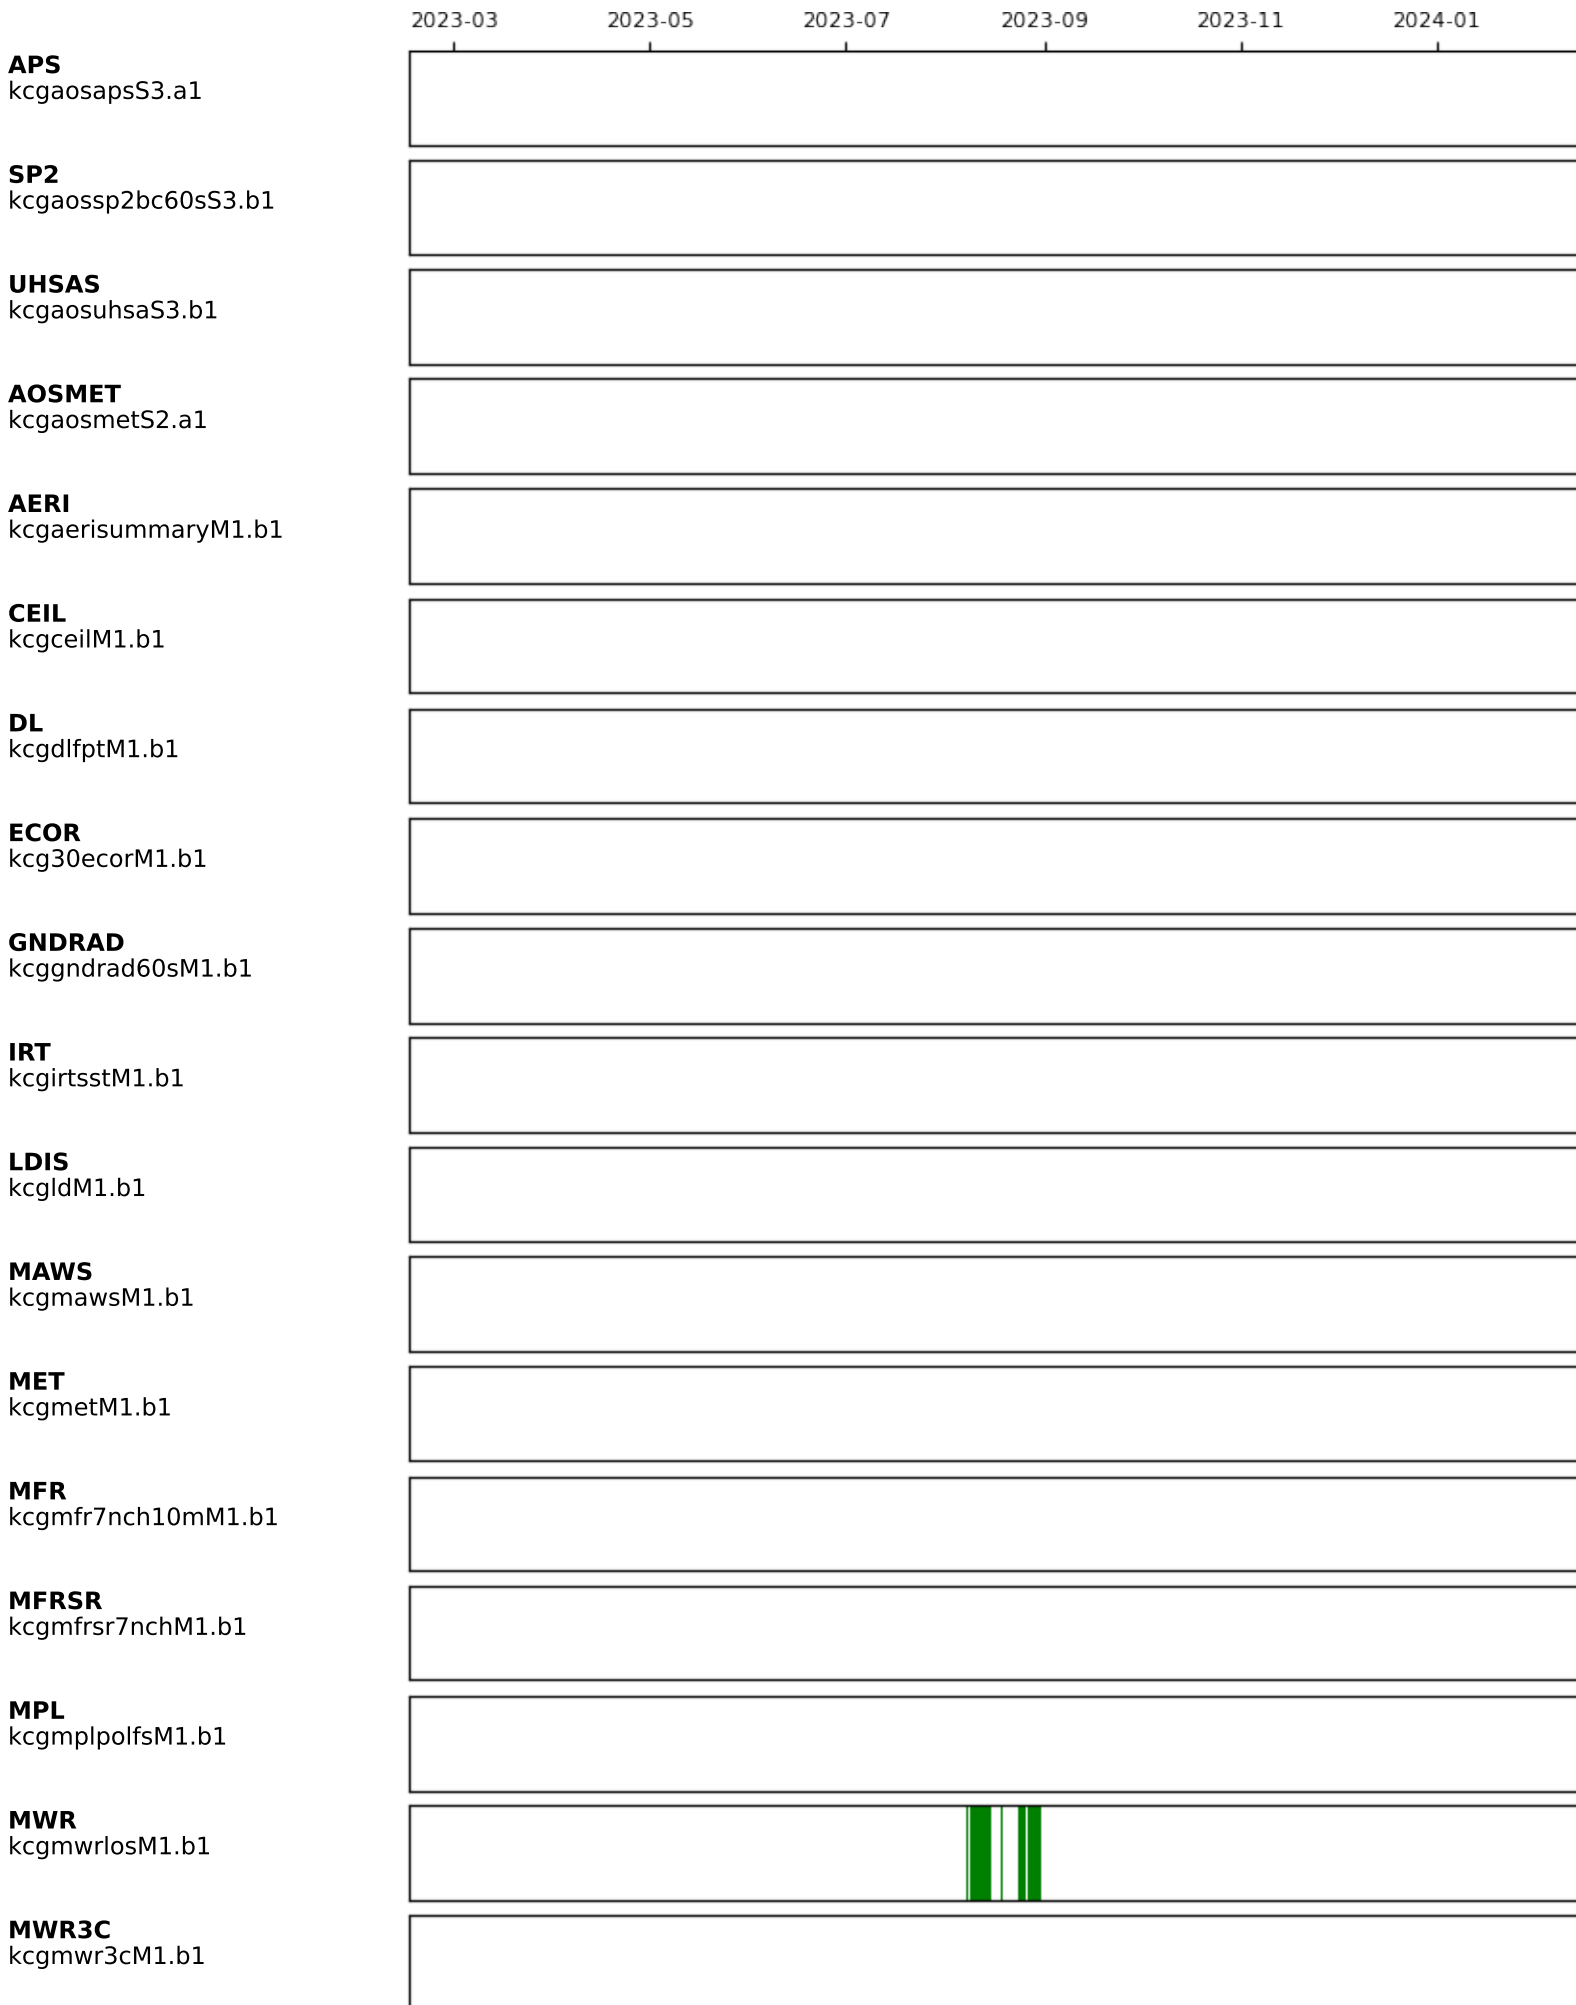 2023-03 2023-05 2023-07 2023-09 2023-11 2024-01
APS
kcgaosapsS3.a1
SP2
kcgaossp2bc60sS3.b1
UHSAS
kcgaosuhsaS3.b1
AOSMET
kcgaosmetS2.a1
AERI
kcgaerisummaryM1.b1
CEIL
kcgceilM1.b1
DL
kcgdlfptM1.b1
ECOR
kcg30ecorM1.b1
GNDRAD
kcggndrad60sM1.b1
IRT
kcgirtsstM1.b1
LDIS
kcgldM1.b1
MAWS
kcgmawsM1.b1
MET
kcgmetM1.b1
MFR
kcgmfr7nch10mM1.b1
MFRSR
kcgmfrsr7nchM1.b1
MPL
kcgmplpolfsM1.b1
MWR
kcgmwrlosM1.b1
MWR3C
kcgmwr3cM1.b1